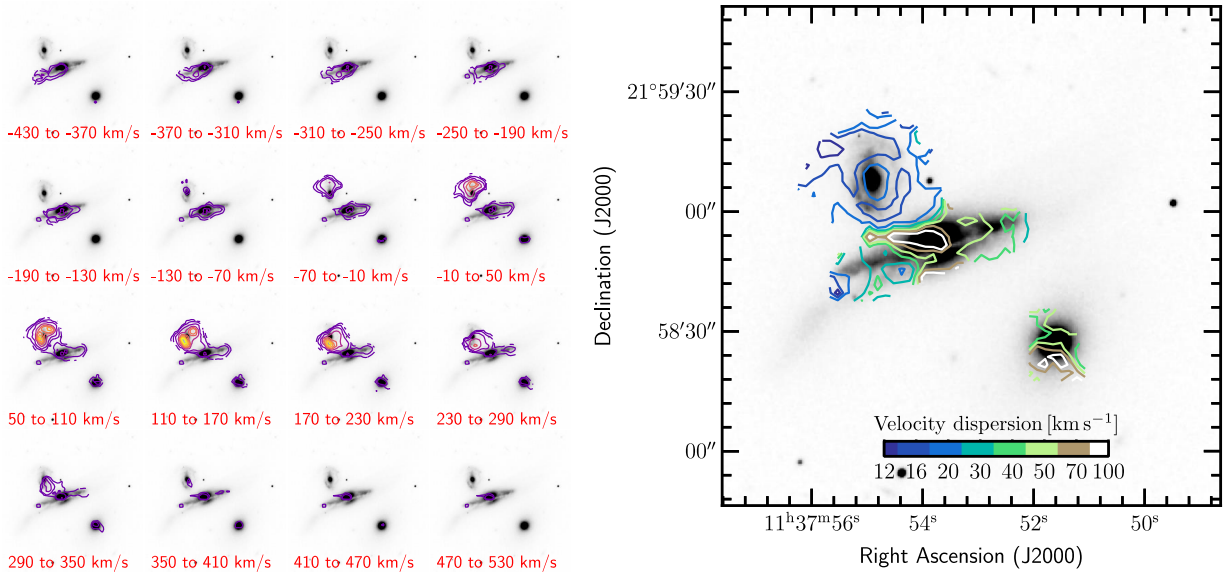 -430 to -370 km/s
-370 to -310 km/s
-310 to -250 km/s
-250 to -190 km/s
-190 to -130 km/s
-130 to -70 km/s
-70 to -10 km/s
-10 to 50 km/s
50 to 110 km/s
110 to 170 km/s
170 to 230 km/s
230 to 290 km/s
290 to 350 km/s
350 to 410 km/s
410 to 470 km/s
470 to 530 km/s
Declination (J2000)
21°59′30″
00″
58′30″
00″
Velocity dispersion [km s⁻¹]
12 16 20 30 40 50 70 100
11ʰ37ᵐ56ˢ 54ˢ 52ˢ 50ˢ
Right Ascension (J2000)